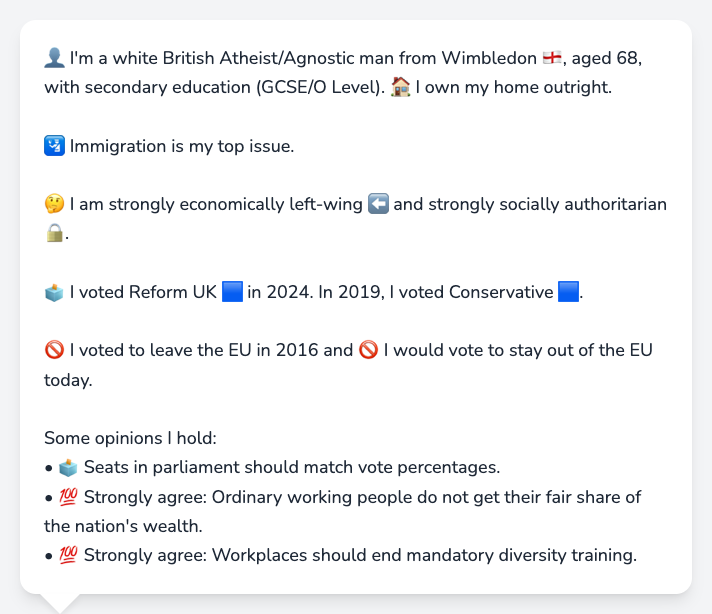 👤 I'm a white British Atheist/Agnostic man from Wimbledon 🏴󠁧󠁢󠁥󠁮󠁧󠁿, aged 68,
with secondary education (GCSE/O Level). 🏠 I own my home outright.
🛂 Immigration is my top issue.
🤔 I am strongly economically left-wing ⬅️ and strongly socially authoritarian
🔒.
🗳️ I voted Reform UK 🟦 in 2024. In 2019, I voted Conservative 🟦.
🚫 I voted to leave the EU in 2016 and 🚫 I would vote to stay out of the EU
today.
Some opinions I hold:
• 🗳️ Seats in parliament should match vote percentages.
• 💯 Strongly agree: Ordinary working people do not get their fair share of
the nation's wealth.
• 💯 Strongly agree: Workplaces should end mandatory diversity training.